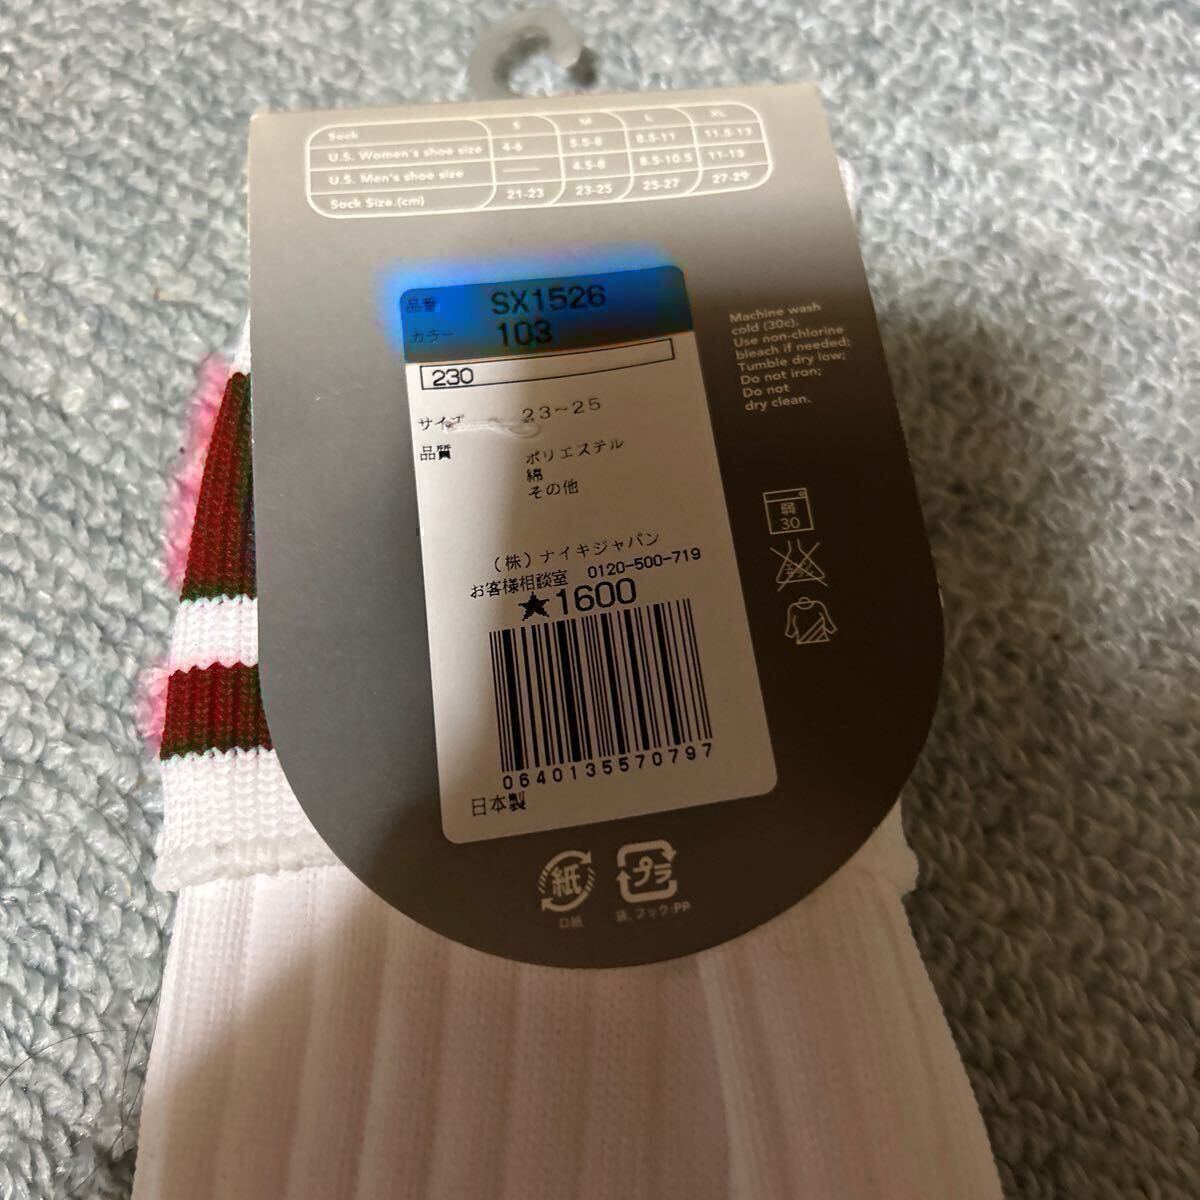 Sock S M L XL
U.S. Women's shoe size 4-6 5.5-8 8.5-11 11.5-13
U.S. Men's shoe size — 4.5-8 8.5-10.5 11-13
Sock Size (cm) 21-23 23-25 25-27 27-29
品番 SX1526
カラー 103
230
サイズ 23~25
品質 ポリエステル
綿
その他
(株)ナイキジャパン
お客様相談室 0120-500-719
★1600
0640135570797
日本製
Machine wash
cold (30c).
Use non-chlorine
bleach if needed;
Tumble dry low;
Do not iron;
Do not
dry clean.
弱
30
紙
口紙
プラ
袋、フック:PP